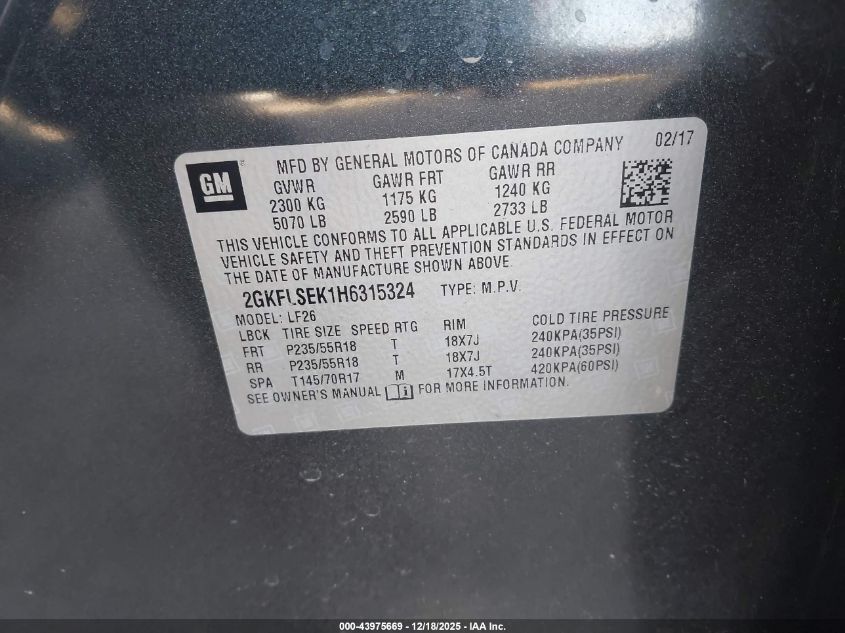 GM
MFD BY GENERAL MOTORS OF CANADA COMPANY 02/17
GVWR GAWR FRT GAWR RR
2300 KG 1175 KG 1240 KG
5070 LB 2590 LB 2733 LB
THIS VEHICLE CONFORMS TO ALL APPLICABLE U.S. FEDERAL MOTOR
VEHICLE SAFETY AND THEFT PREVENTION STANDARDS IN EFFECT ON
THE DATE OF MANUFACTURE SHOWN ABOVE.
2GKFLSEK1H6315324 TYPE: M.P.V.
MODEL: LF26
LBCK TIRE SIZE SPEED RTG RIM COLD TIRE PRESSURE
FRT P235/55R18 T 18X7J 240KPA(35PSI)
RR P235/55R18 T 18X7J 240KPA(35PSI)
SPA T145/70R17 M 17X4.5T 420KPA(60PSI)
SEE OWNER'S MANUAL i FOR MORE INFORMATION.
000-43975669 - 12/18/2025 - IAA Inc.